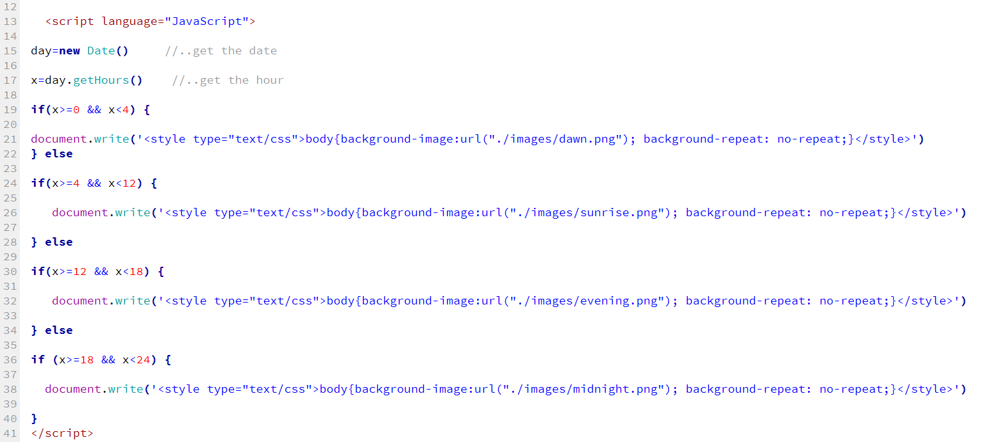 12
13 <script language="JavaScript">
14
15 day=new Date() //..get the date
16
17 x=day.getHours() //..get the hour
18
19 if(x>=0 && x<4) {
20
21 document.write('<style type="text/css">body{background-image:url("./images/dawn.png"); background-repeat: no-repeat;}</style>')
22 } else
23
24 if(x>=4 && x<12) {
25
26 document.write('<style type="text/css">body{background-image:url("./images/sunrise.png"); background-repeat: no-repeat;}</style>')
27
28 } else
29
30 if(x>=12 && x<18) {
31
32 document.write('<style type="text/css">body{background-image:url("./images/evening.png"); background-repeat: no-repeat;}</style>')
33
34 } else
35
36 if (x>=18 && x<24) {
37
38 document.write('<style type="text/css">body{background-image:url("./images/midnight.png"); background-repeat: no-repeat;}</style>')
39
40 }
41 </script>